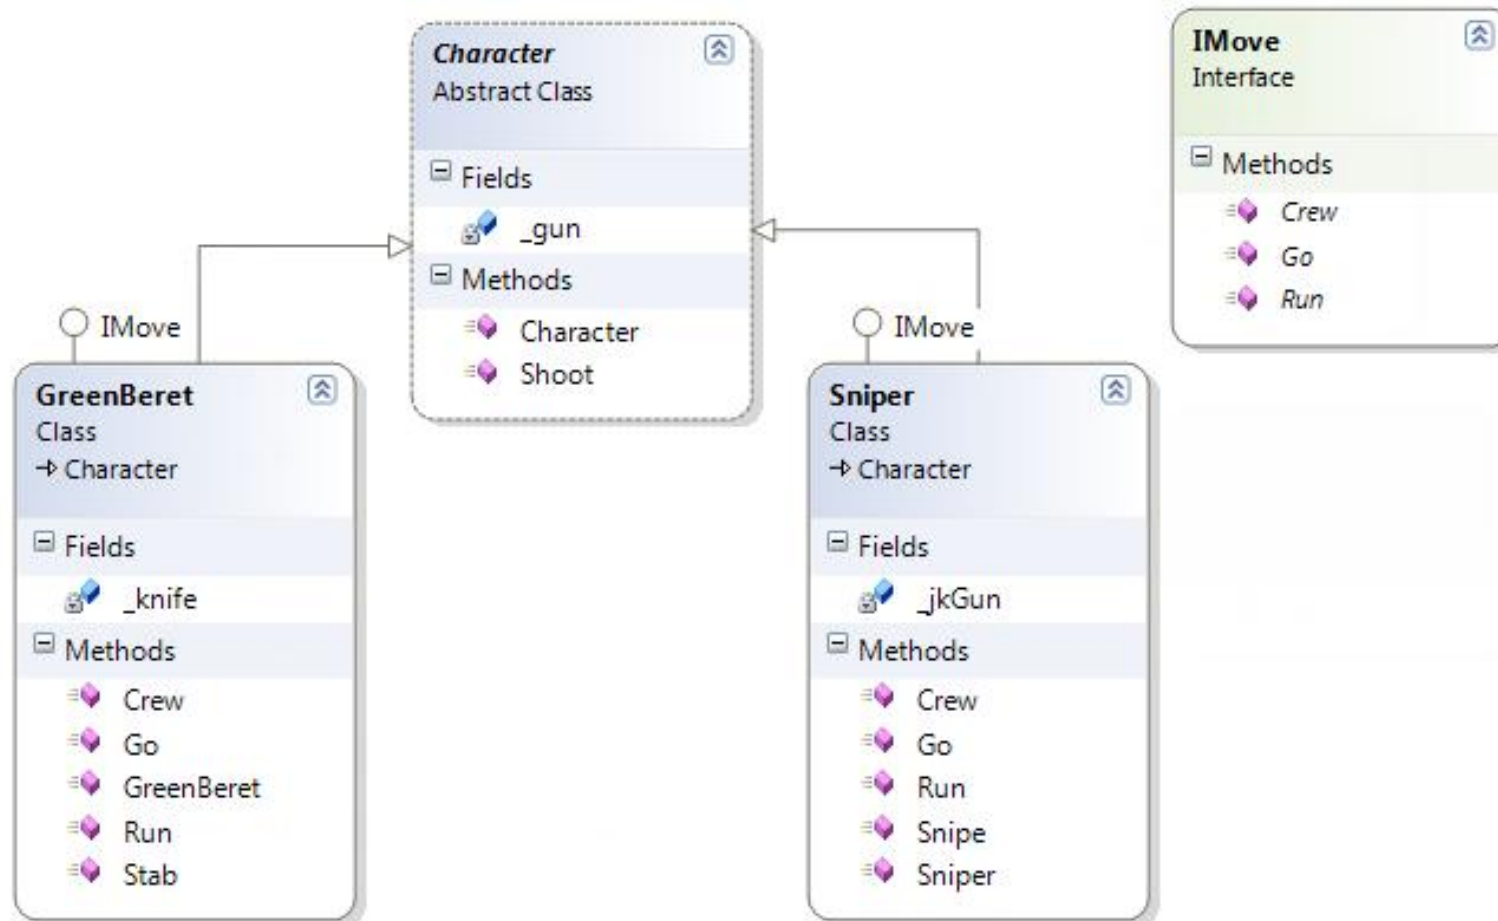 Character
Abstract Class
Fields
_gun
Methods
Character
Shoot
IMove
Interface
Methods
Crew
Go
Run
IMove
GreenBeret
Class
Character
Fields
_knife
Methods
Crew
Go
GreenBeret
Run
Stab
IMove
Sniper
Class
Character
Fields
_jkGun
Methods
Crew
Go
Run
Snipe
Sniper